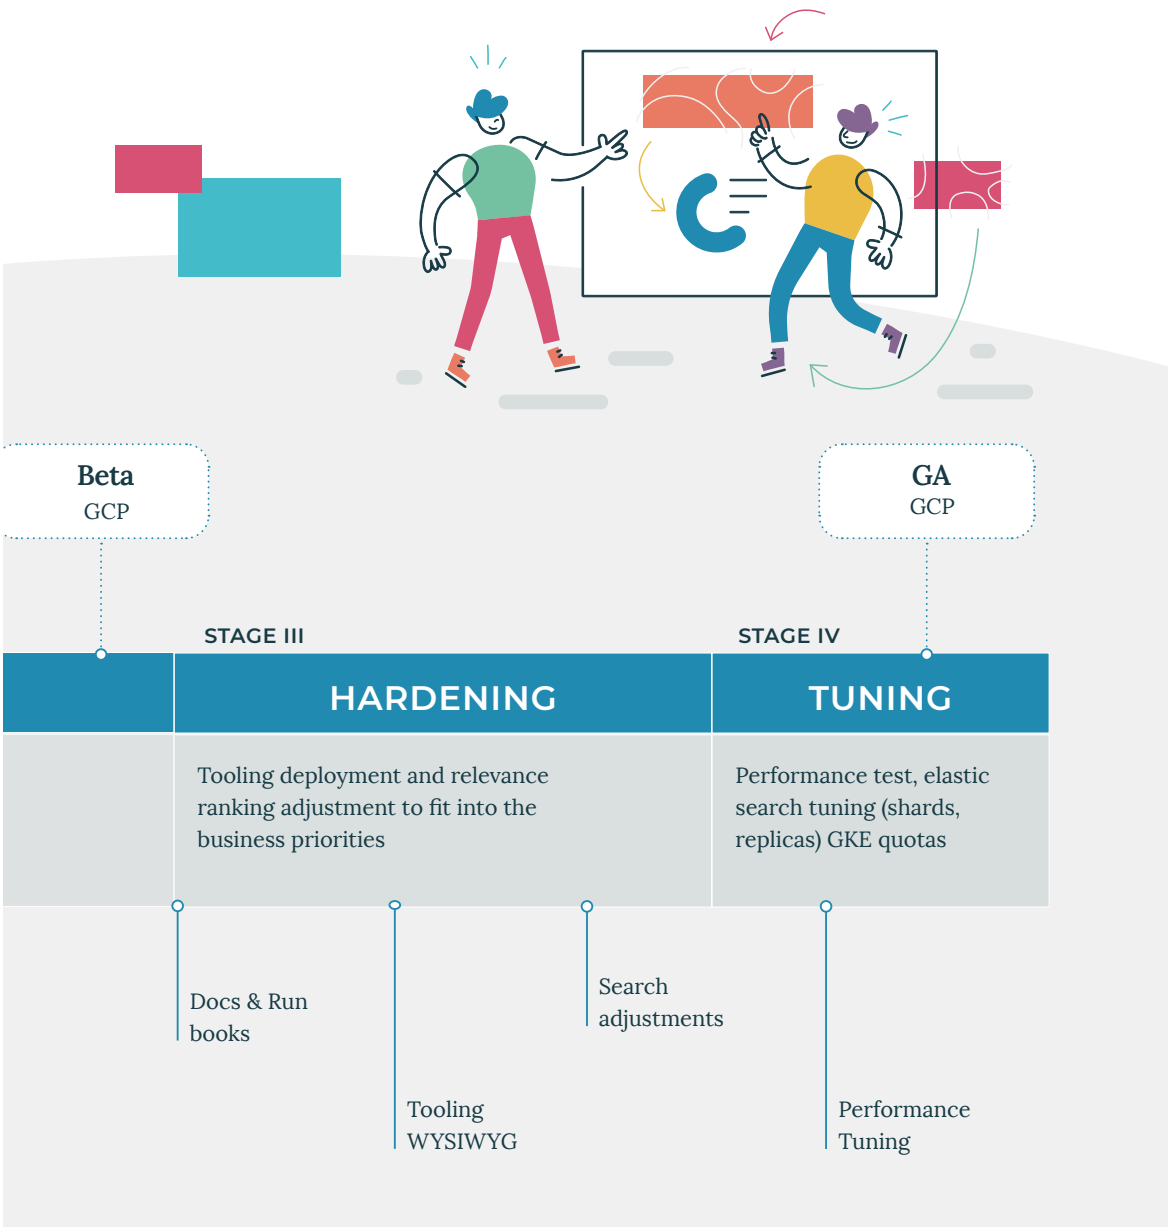 Beta
GCP
GA
GCP
STAGE III
STAGE IV
HARDENING
TUNING
Tooling deployment and relevance
ranking adjustment to fit into the
business priorities
Performance test, elastic
search tuning (shards,
replicas) GKE quotas
Docs & Run
books
Search
adjustments
Tooling
WYSIWYG
Performance
Tuning